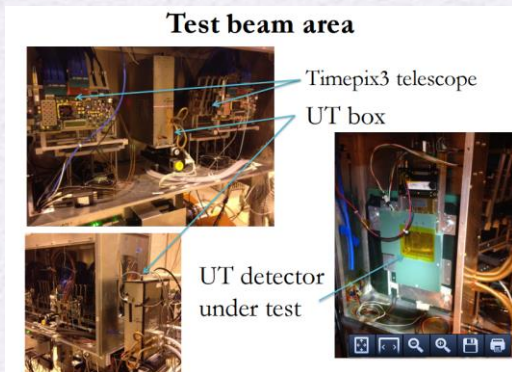 Test beam area
Timepix3 telescope
UT box
UT detector
under test